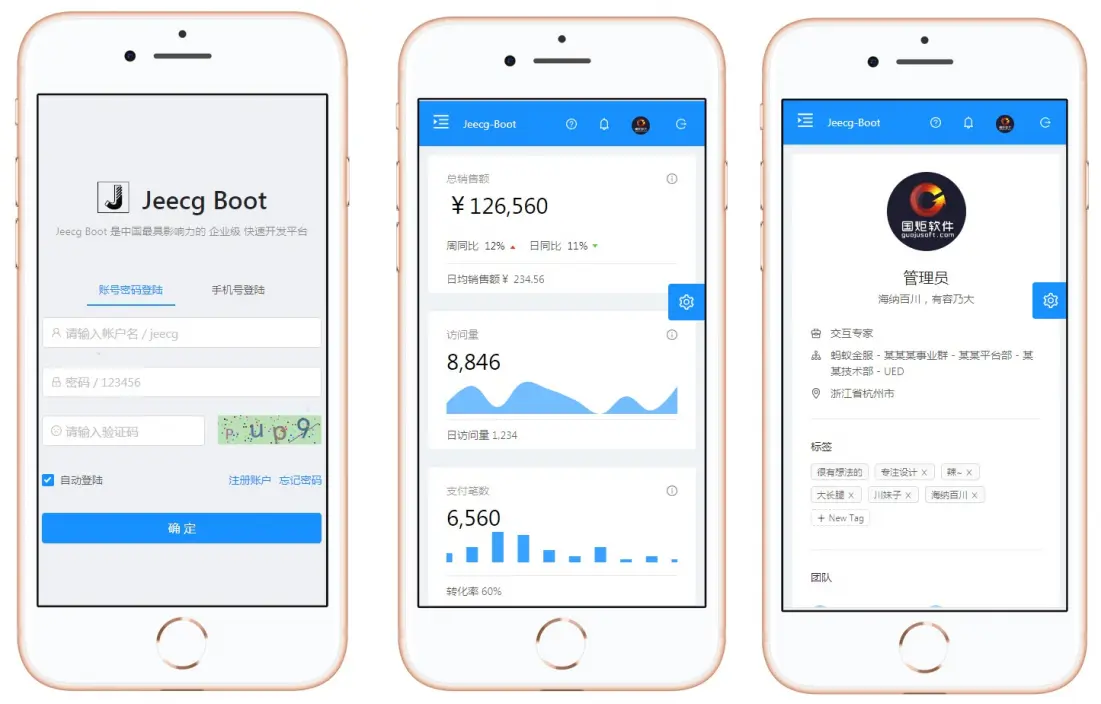 Jeecg Boot
Jeecg Boot 是中国最具影响力的 企业级 快速开发平台
账号密码登陆 手机号登陆
请输入帐户名 / jeecg
密码 / 123456
请输入验证码 P up9
自动登陆 注册账户 忘记密码
确 定
Jeecg-Boot
总销售额
￥126,560
周同比 12% 日同比 11%
日均销售额￥ 234.56
访问量
8,846
日访问量 1,234
支付笔数
6,560
转化率 60%
Jeecg-Boot
国炬软件
guojusoft.com
管理员
海纳百川，有容乃大
交互专家
蚂蚁金服 - 某某某事业群 - 某某平台部 - 某
某技术部 - UED
浙江省杭州市
标签
很有想法的 专注设计 辣~
大长腿 川妹子 海纳百川
+ New Tag
团队